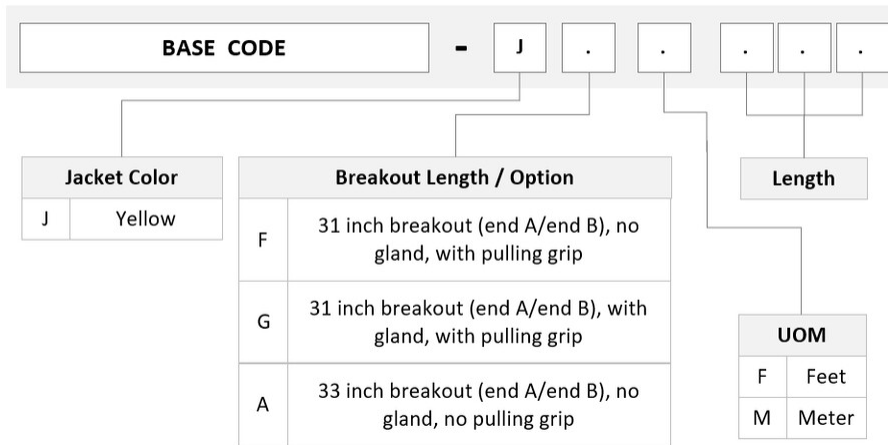 BASE CODE - J . . . . .
Jacket Color
J Yellow
Breakout Length / Option
F 31 inch breakout (end A/end B), no
gland, with pulling grip
G 31 inch breakout (end A/end B), with
gland, with pulling grip
A 33 inch breakout (end A/end B), no
gland, no pulling grip
Length
UOM
F Feet
M Meter